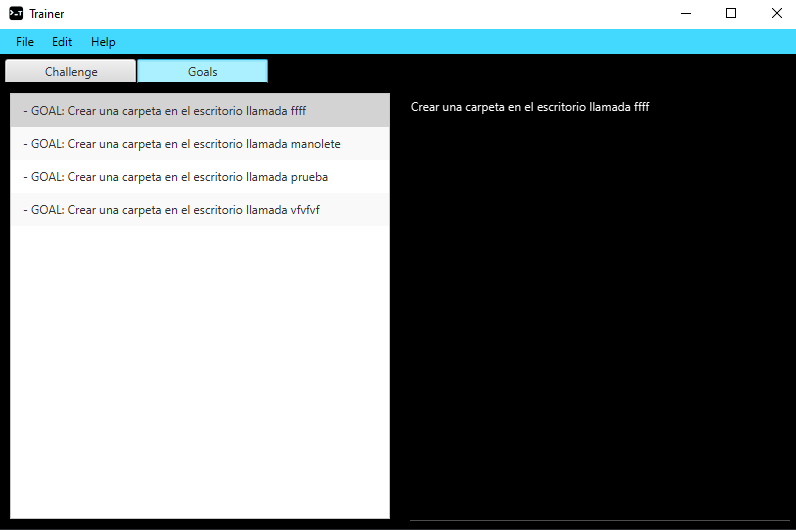 Trainer
File Edit Help
Challenge Goals
- GOAL: Crear una carpeta en el escritorio llamada ffff
- GOAL: Crear una carpeta en el escritorio llamada manolete
- GOAL: Crear una carpeta en el escritorio llamada prueba
- GOAL: Crear una carpeta en el escritorio llamada vfvfvf
Crear una carpeta en el escritorio llamada ffff